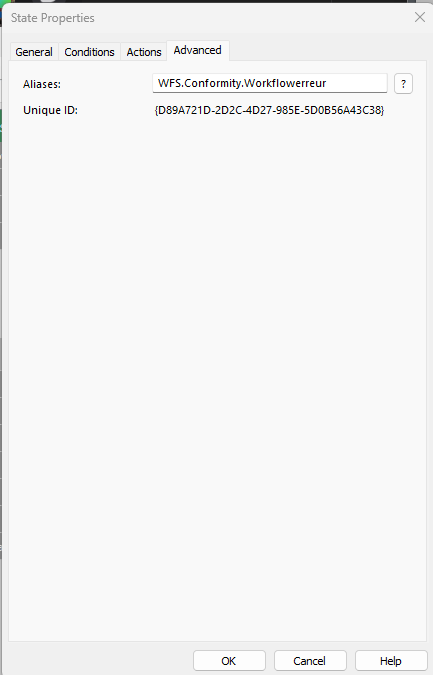 State Properties
General Conditions Actions Advanced
Aliases: WFS.Conformity.Workflowerreur ?
Unique ID: {D89A721D-2D2C-4D27-985E-5D0B56A43C38}
OK Cancel Help